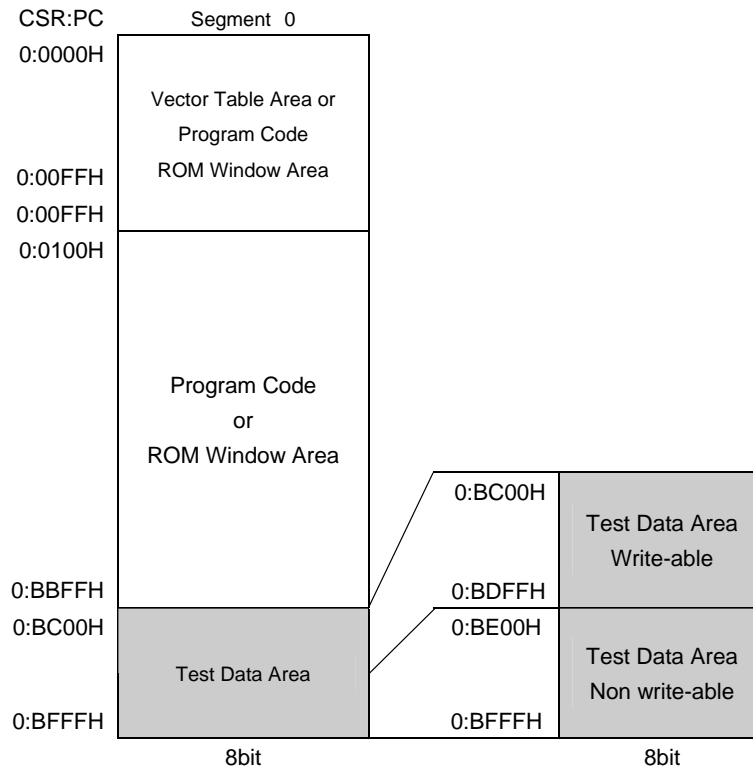 CSR:PC
Segment 0
0:0000H
Vector Table Area or
Program Code
ROM Window Area
0:00FFH
0:00FFH
0:0100H
Program Code
or
ROM Window Area
0:BBFFH
0:BC00H
Test Data Area
0:BFFFH
8bit
0:BC00H
Test Data Area
Write-able
0:BDFFH
0:BE00H
Test Data Area
Non write-able
0:BFFFH
8bit